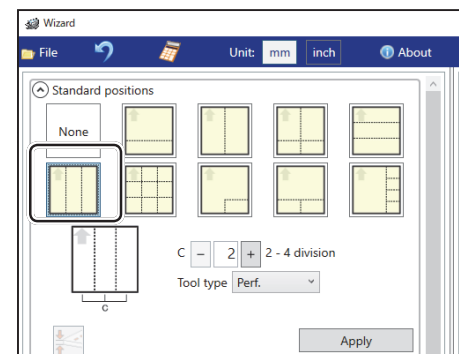 Wizard
File Unit: mm inch About
Standard positions
None
C - 2 + 2 - 4 division
Tool type Perf.
C
Apply